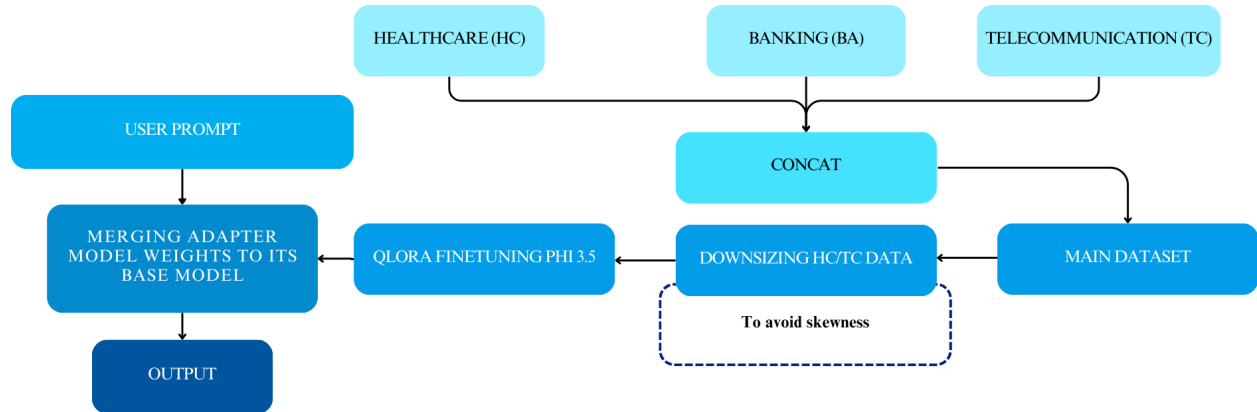 HEALTHCARE (HC)
BANKING (BA)
TELECOMMUNICATION (TC)
USER PROMPT
CONCAT
MERGING ADAPTER
MODEL WEIGHTS TO ITS
BASE MODEL
QLORA FINETUNING PHI 3.5
DOWNSIZING HC/TC DATA
MAIN DATASET
To avoid skewness
OUTPUT